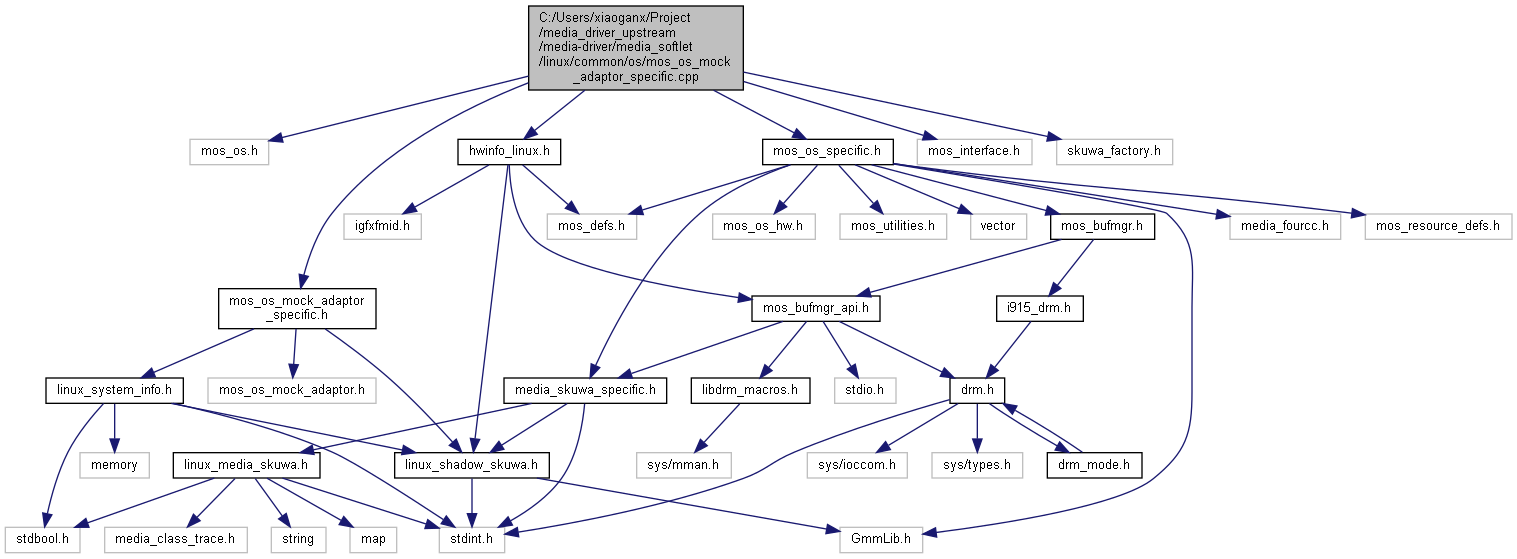 C:/Users/xiaoganx/Project
/media_driver_upstream
/media-driver/media_softlet
/linux/common/os/mos_os_mock
_adaptor_specific.cpp
mos_os.h
hwinfo_linux.h
mos_os_specific.h
mos_interface.h
skuwa_factory.h
igfxfmid.h
mos_defs.h
mos_os_hw.h
mos_utilities.h
vector
mos_bufmgr.h
media_fourcc.h
mos_resource_defs.h
mos_os_mock_adaptor
_specific.h
mos_bufmgr_api.h
i915_drm.h
linux_system_info.h
mos_os_mock_adaptor.h
media_skuwa_specific.h
libdrm_macros.h
stdio.h
drm.h
memory
linux_media_skuwa.h
linux_shadow_skuwa.h
sys/mman.h
sys/ioccom.h
sys/types.h
drm_mode.h
stdbool.h
media_class_trace.h
string
map
stdint.h
GmmLib.h